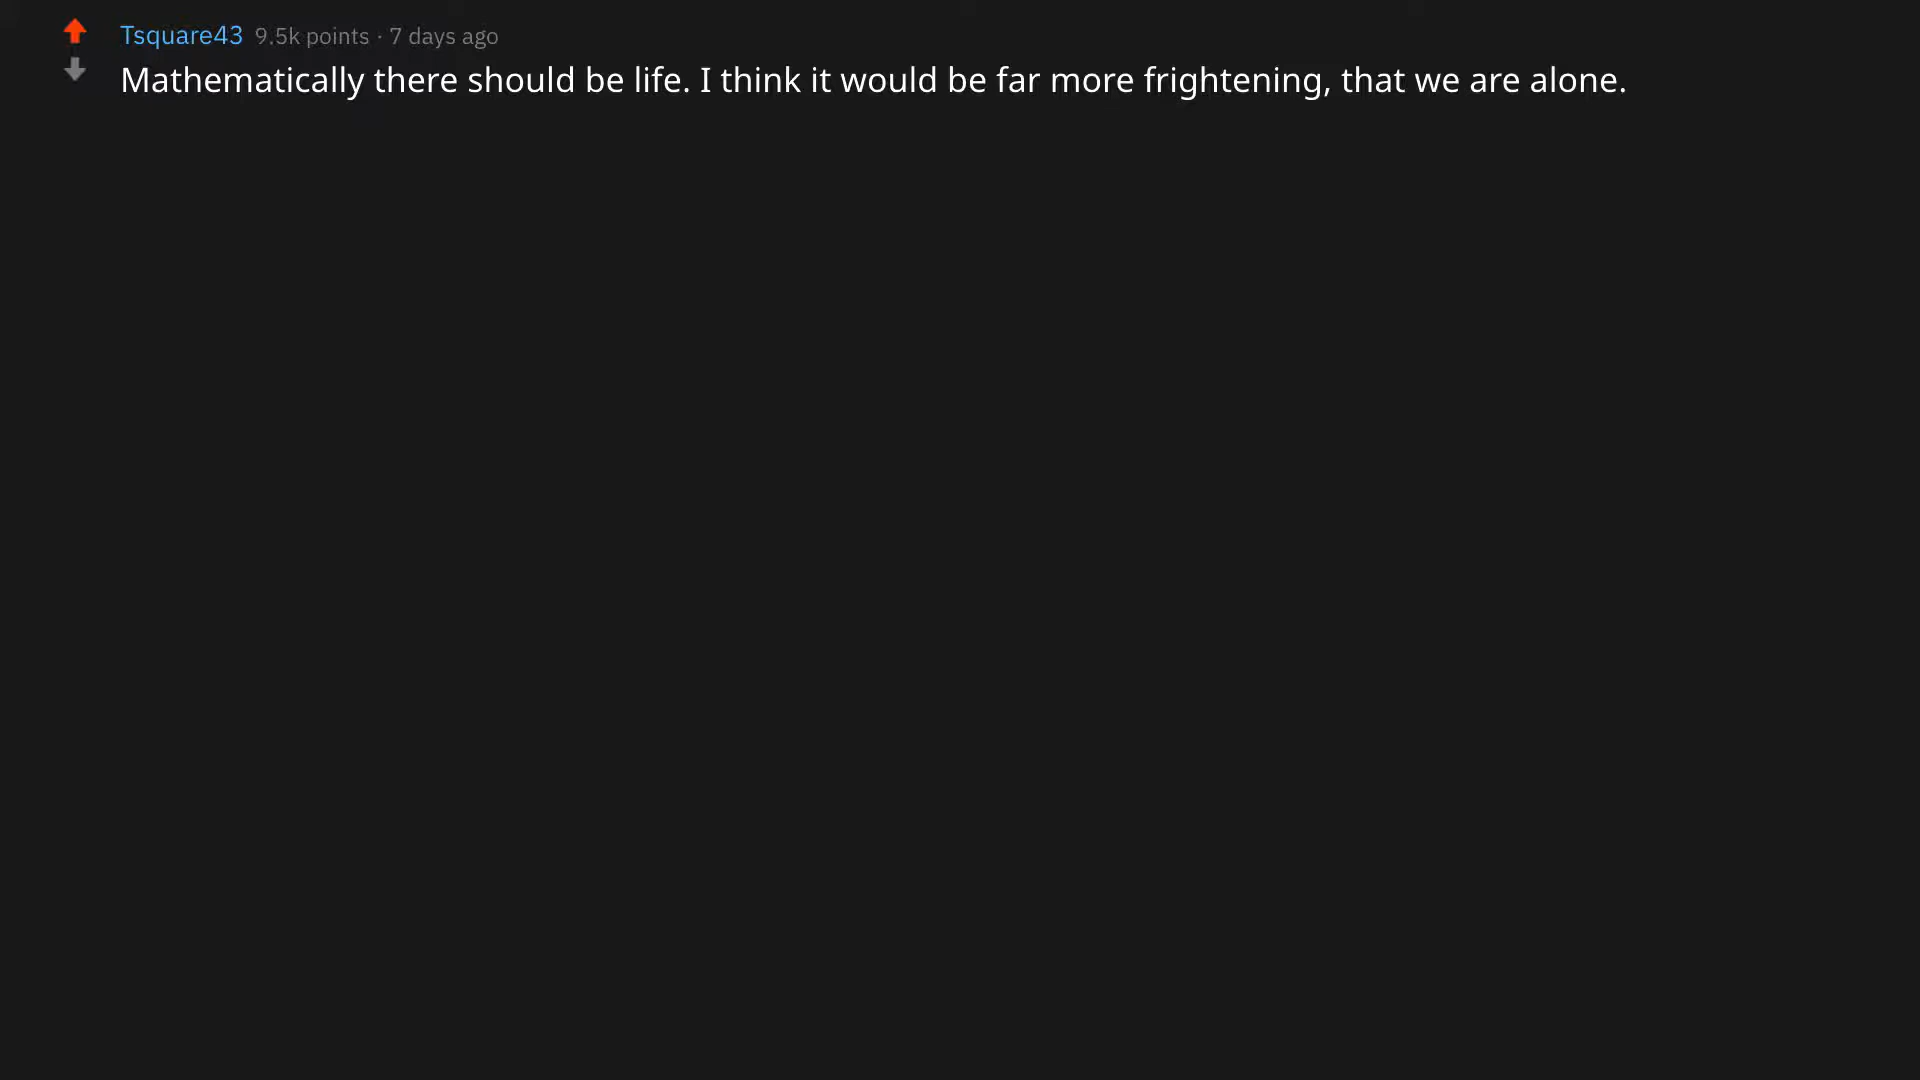 Tsquare43 9.5k points · 7 days ago
Mathematically there should be life. I think it would be far more frightening, that we are alone.